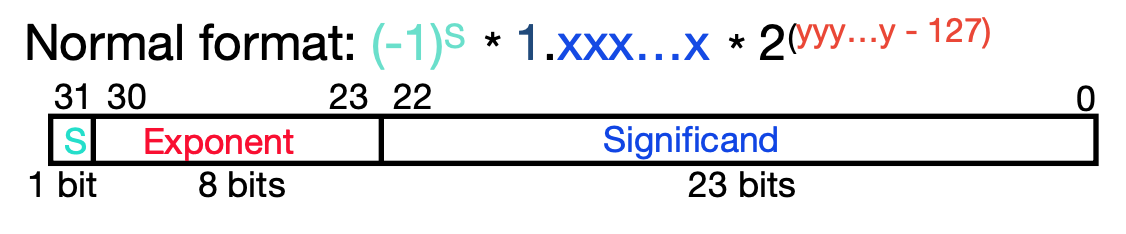 Normal format: (-1)S * 1.xxx...x * 2(yyy...y - 127)
31 30 23 22 0
S Exponent Significand
1 bit 8 bits 23 bits